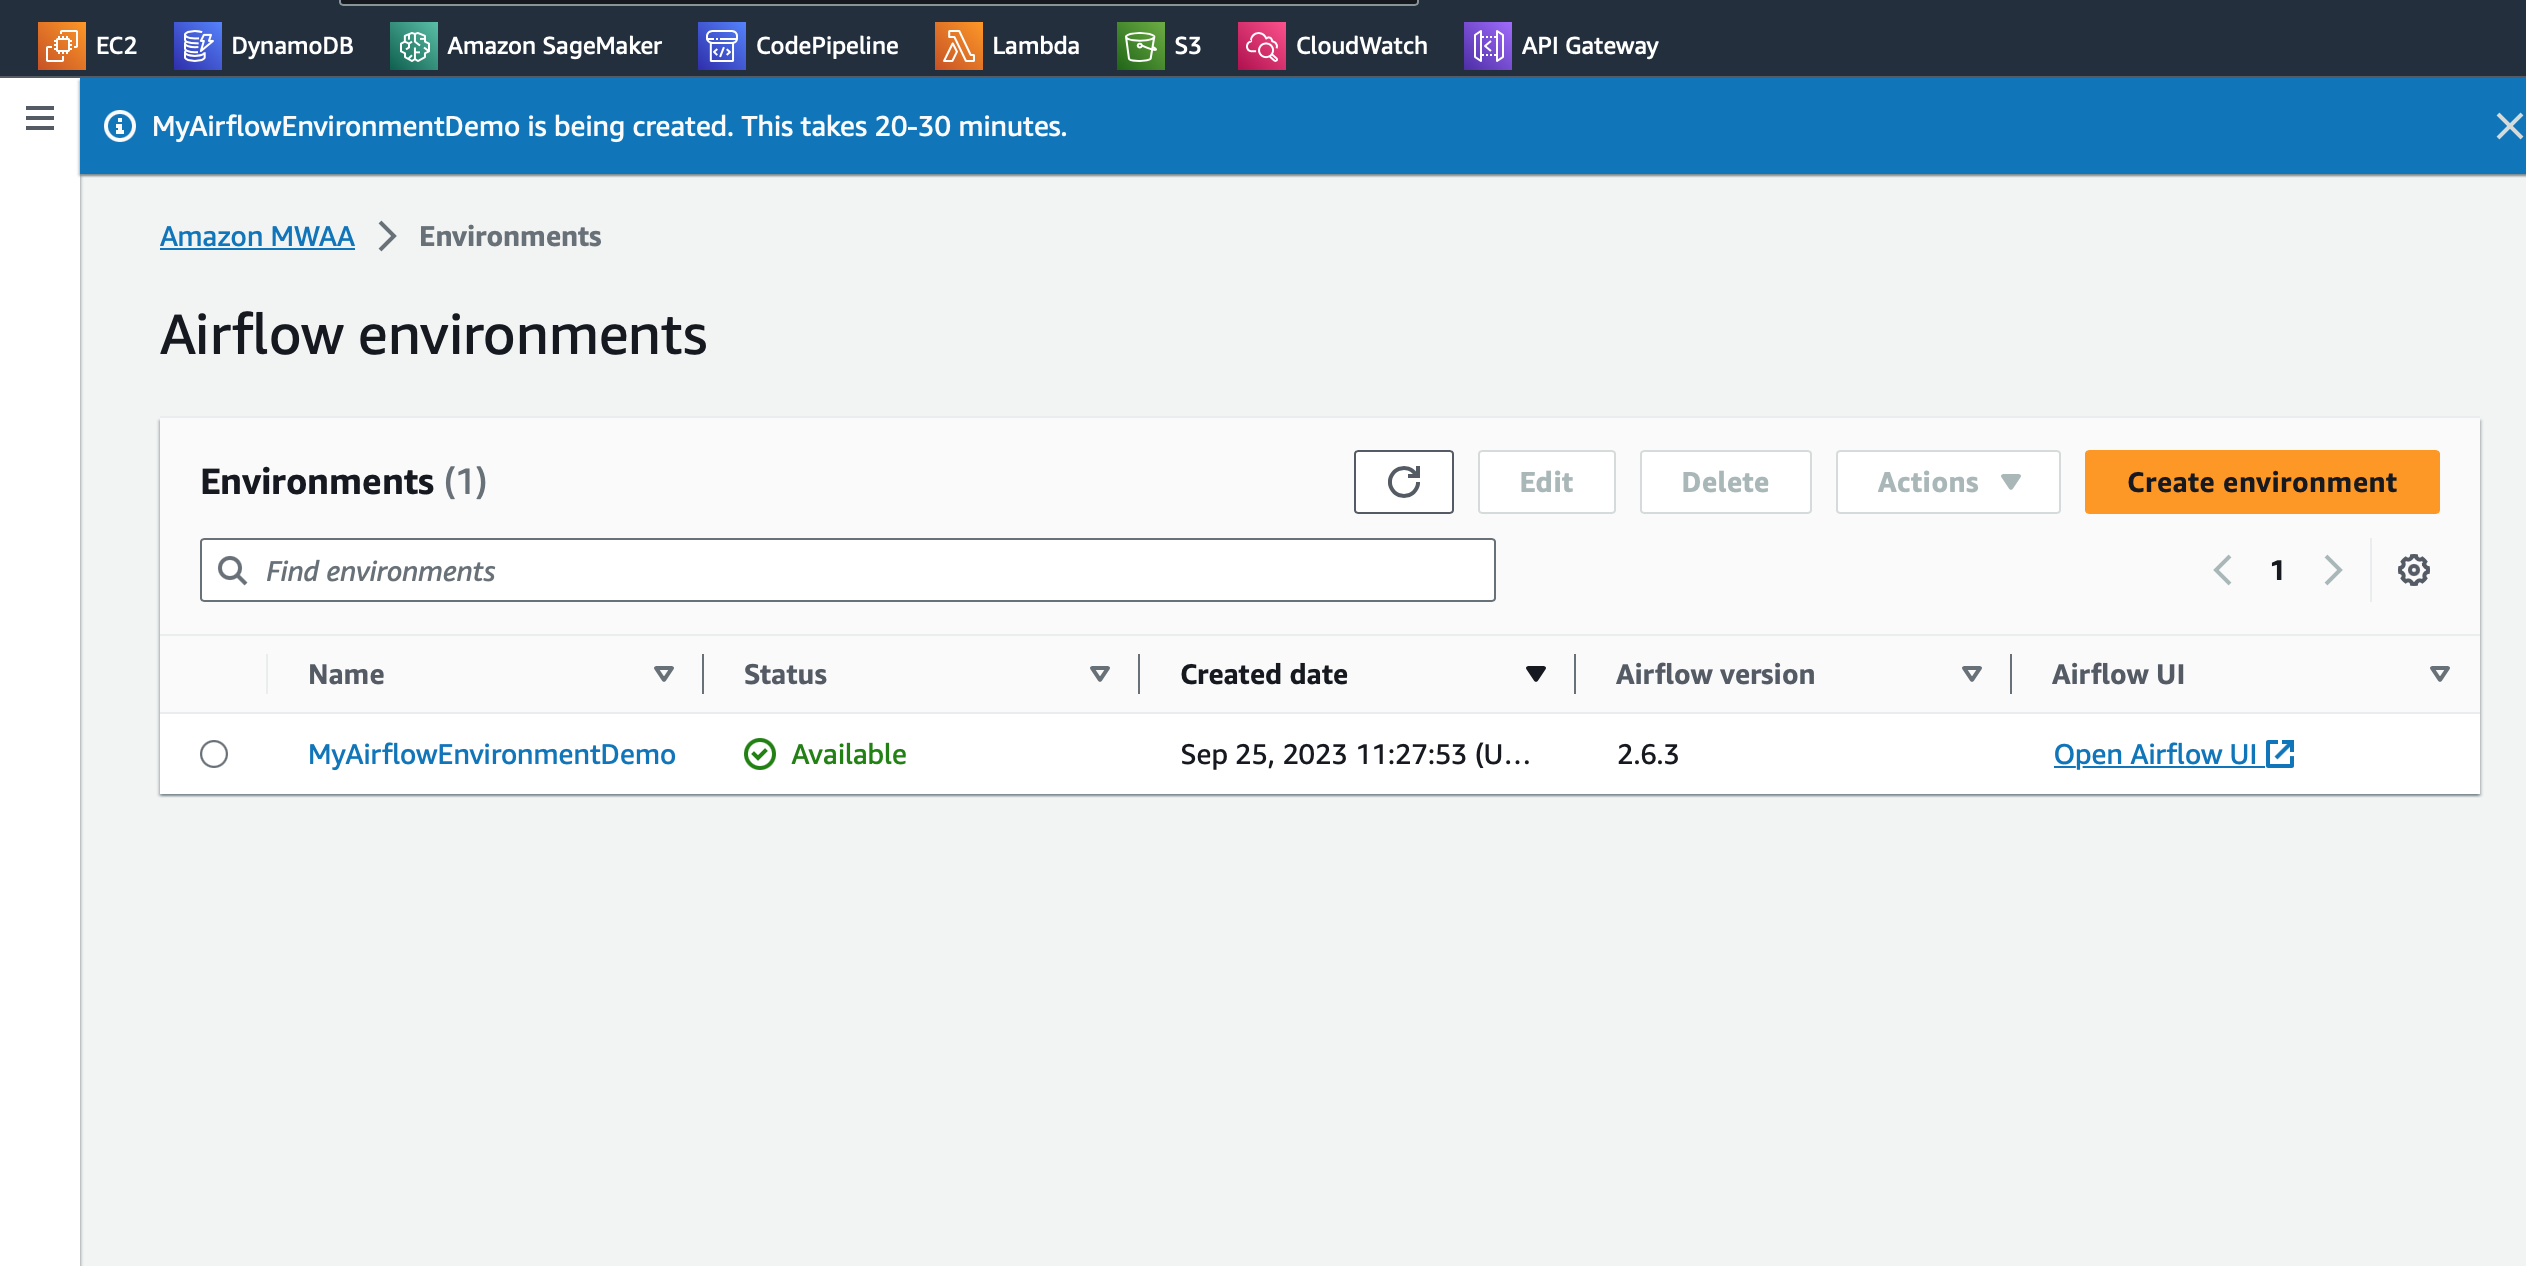 EC2 DynamoDB Amazon SageMaker CodePipeline Lambda S3 CloudWatch API Gateway
MyAirflowEnvironmentDemo is being created. This takes 20-30 minutes.
Amazon MWAA Environments
Airflow environments
Environments (1) Edit Delete Actions Create environment
Find environments 1
Name Status Created date Airflow version Airflow UI
MyAirflowEnvironmentDemo Available Sep 25, 2023 11:27:53 (U... 2.6.3 Open Airflow UI